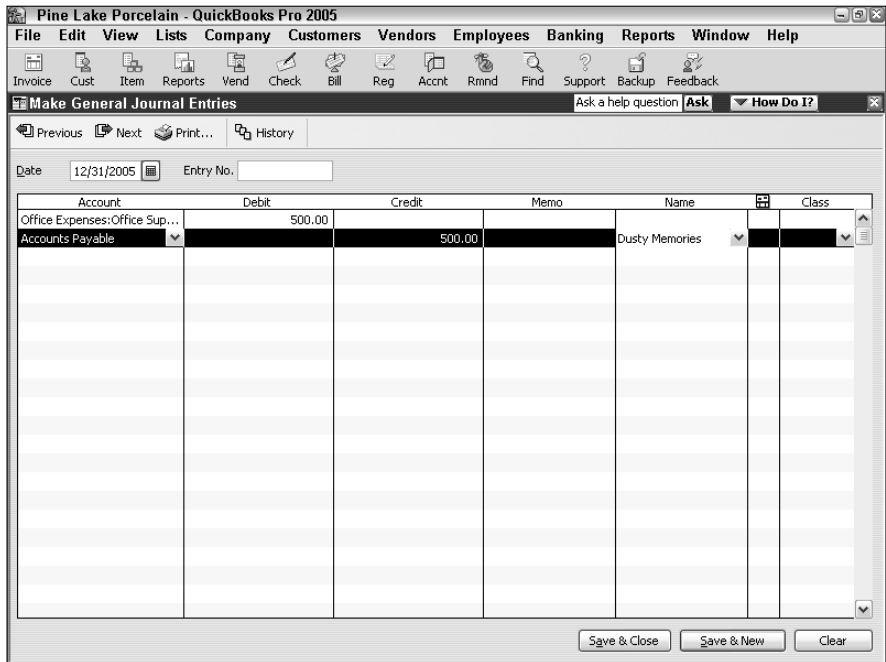 Pine Lake Porcelain - QuickBooks Pro 2005
File Edit View Lists Company Customers Vendors Employees Banking Reports Window Help
Invoice Cust Item Reports Vend Check Bill Reg Accnt Rmnd Find Support Backup Feedback
Make General Journal Entries Ask a help question Ask How Do I?
Previous Next Print... History
Date 12/31/2005 Entry No.
Account Debit Credit Memo Name Class
Office Expenses:Office Sup... 500.00
Accounts Payable 500.00 Dusty Memories
Save & Close Save & New Clear